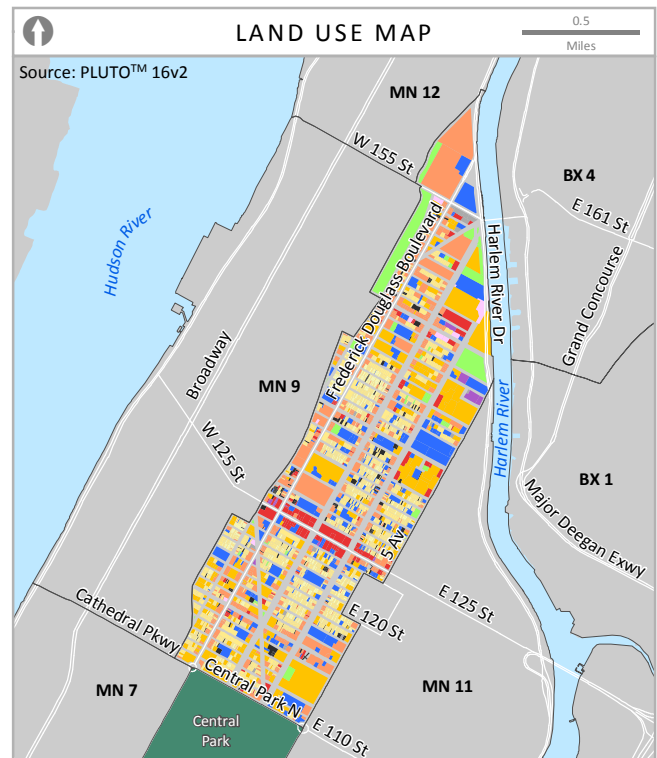 LAND USE MAP
0.5
Miles
Source: PLUTO™ 16v2
MN 12
W 155 St
BX 4
E 161 St
Hudson River
Frederick Douglass Boulevard
Harlem River Dr
Grand Concourse
Broadway
MN 9
Harlem River
W 125 St
BX 1
Major Deegan Exwy
5 Av
E 125 St
E 120 St
Cathedral Pkwy
Central Park N
MN 7
MN 11
E 110 St
Central
Park